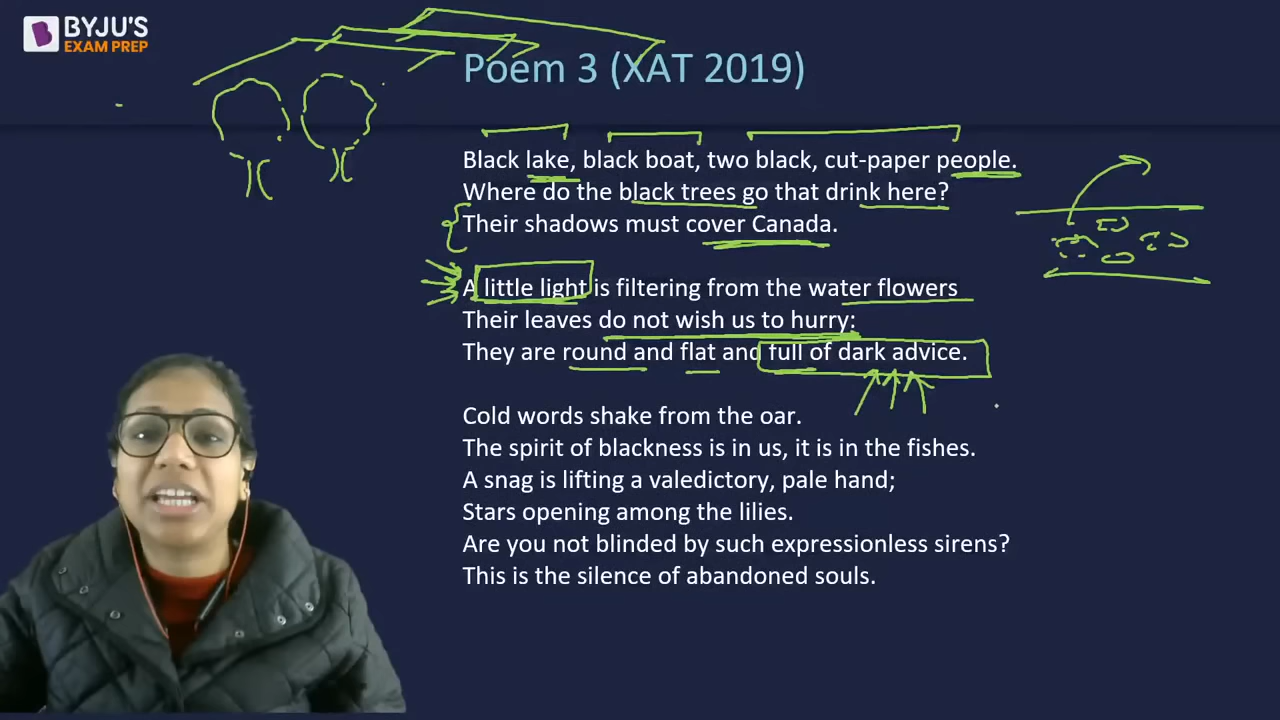 BYJU'S
EXAM PREP
Poem 3 (XAT 2019)
Black lake, black boat, two black, cut-paper people.
Where do the black trees go that drink here?
Their shadows must cover Canada.
A little light is filtering from the water flowers
Their leaves do not wish us to hurry:
They are round and flat and full of dark advice.
Cold words shake from the oar.
The spirit of blackness is in us, it is in the fishes.
A snag is lifting a valedictory, pale hand;
Stars opening among the lilies.
Are you not blinded by such expressionless sirens?
This is the silence of abandoned souls.